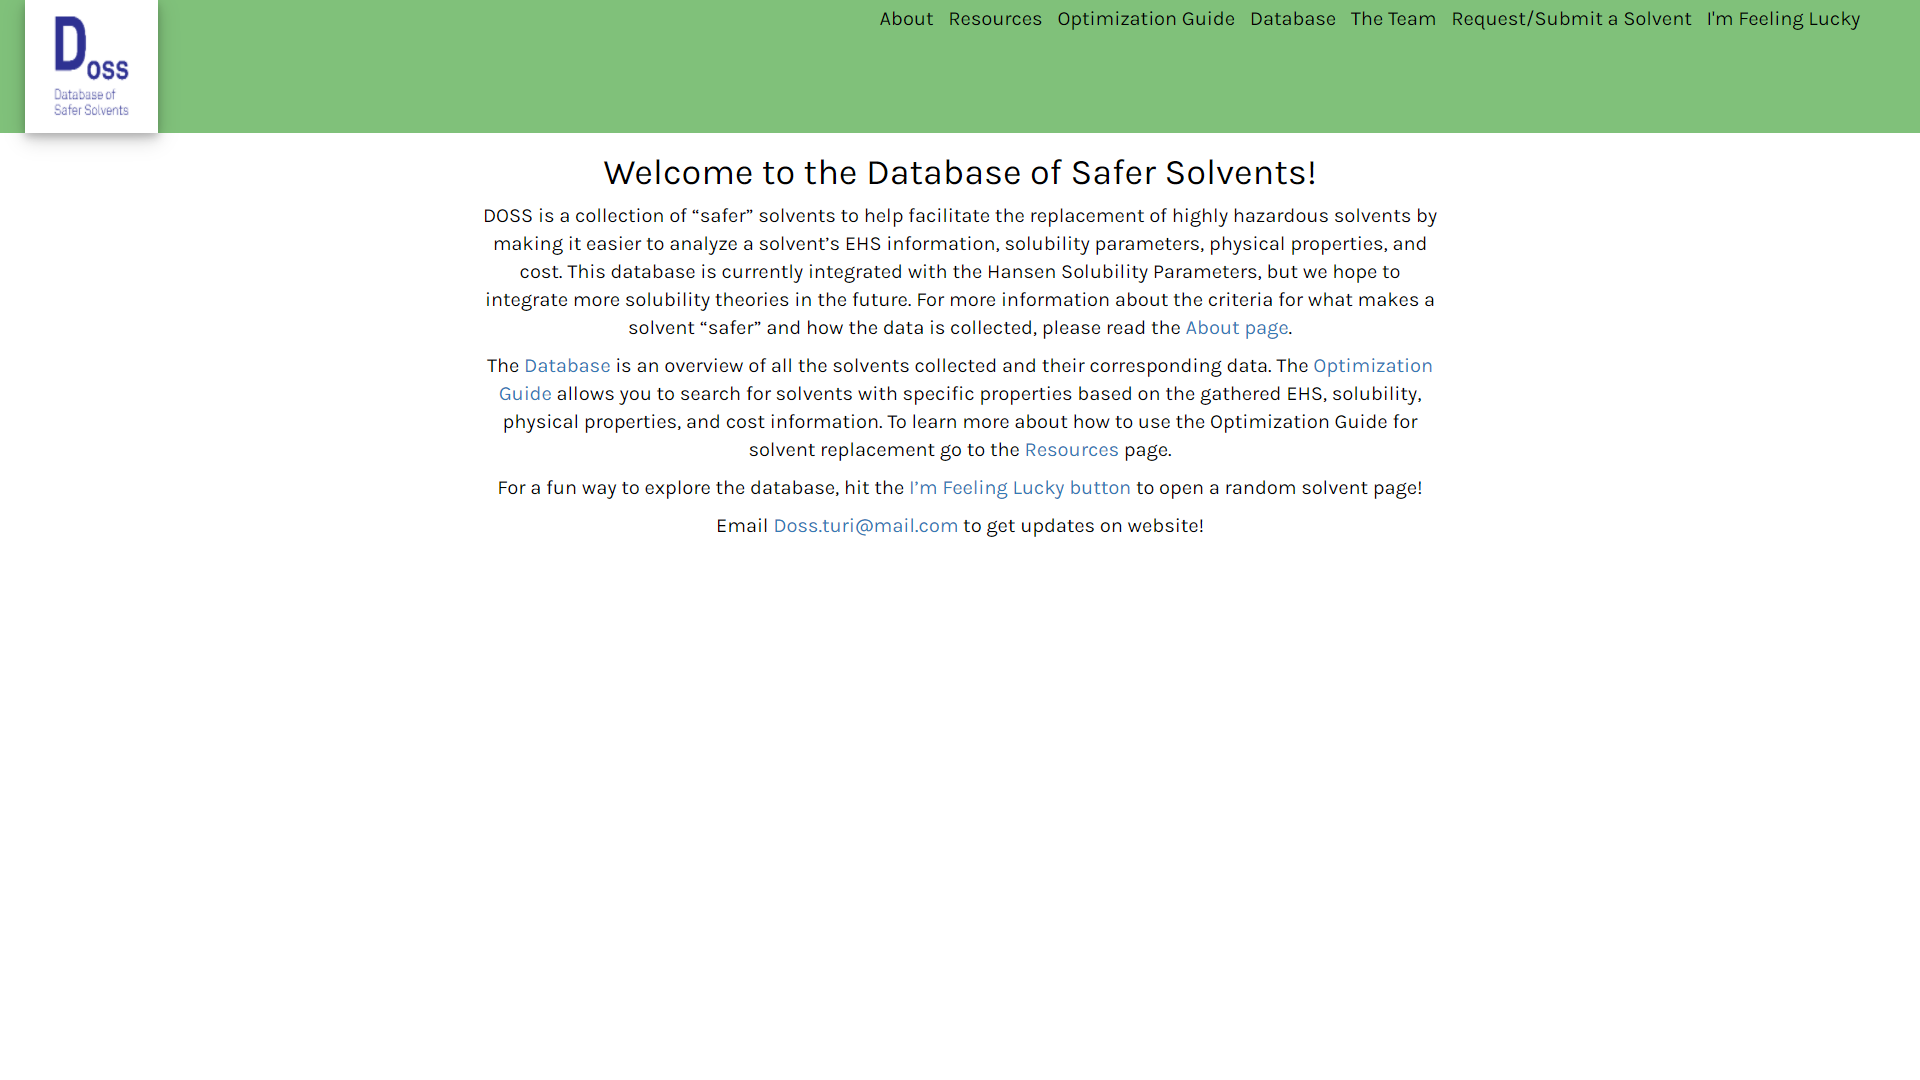 Doss
Database of
Safer Solvents
About Resources Optimization Guide Database The Team Request/Submit a Solvent I'm Feeling Lucky
Welcome to the Database of Safer Solvents!
DOSS is a collection of “safer” solvents to help facilitate the replacement of highly hazardous solvents by
making it easier to analyze a solvent’s EHS information, solubility parameters, physical properties, and
cost. This database is currently integrated with the Hansen Solubility Parameters, but we hope to
integrate more solubility theories in the future. For more information about the criteria for what makes a
solvent “safer” and how the data is collected, please read the About page.
The Database is an overview of all the solvents collected and their corresponding data. The Optimization
Guide allows you to search for solvents with specific properties based on the gathered EHS, solubility,
physical properties, and cost information. To learn more about how to use the Optimization Guide for
solvent replacement go to the Resources page.
For a fun way to explore the database, hit the I’m Feeling Lucky button to open a random solvent page!
Email Doss.turi@mail.com to get updates on website!